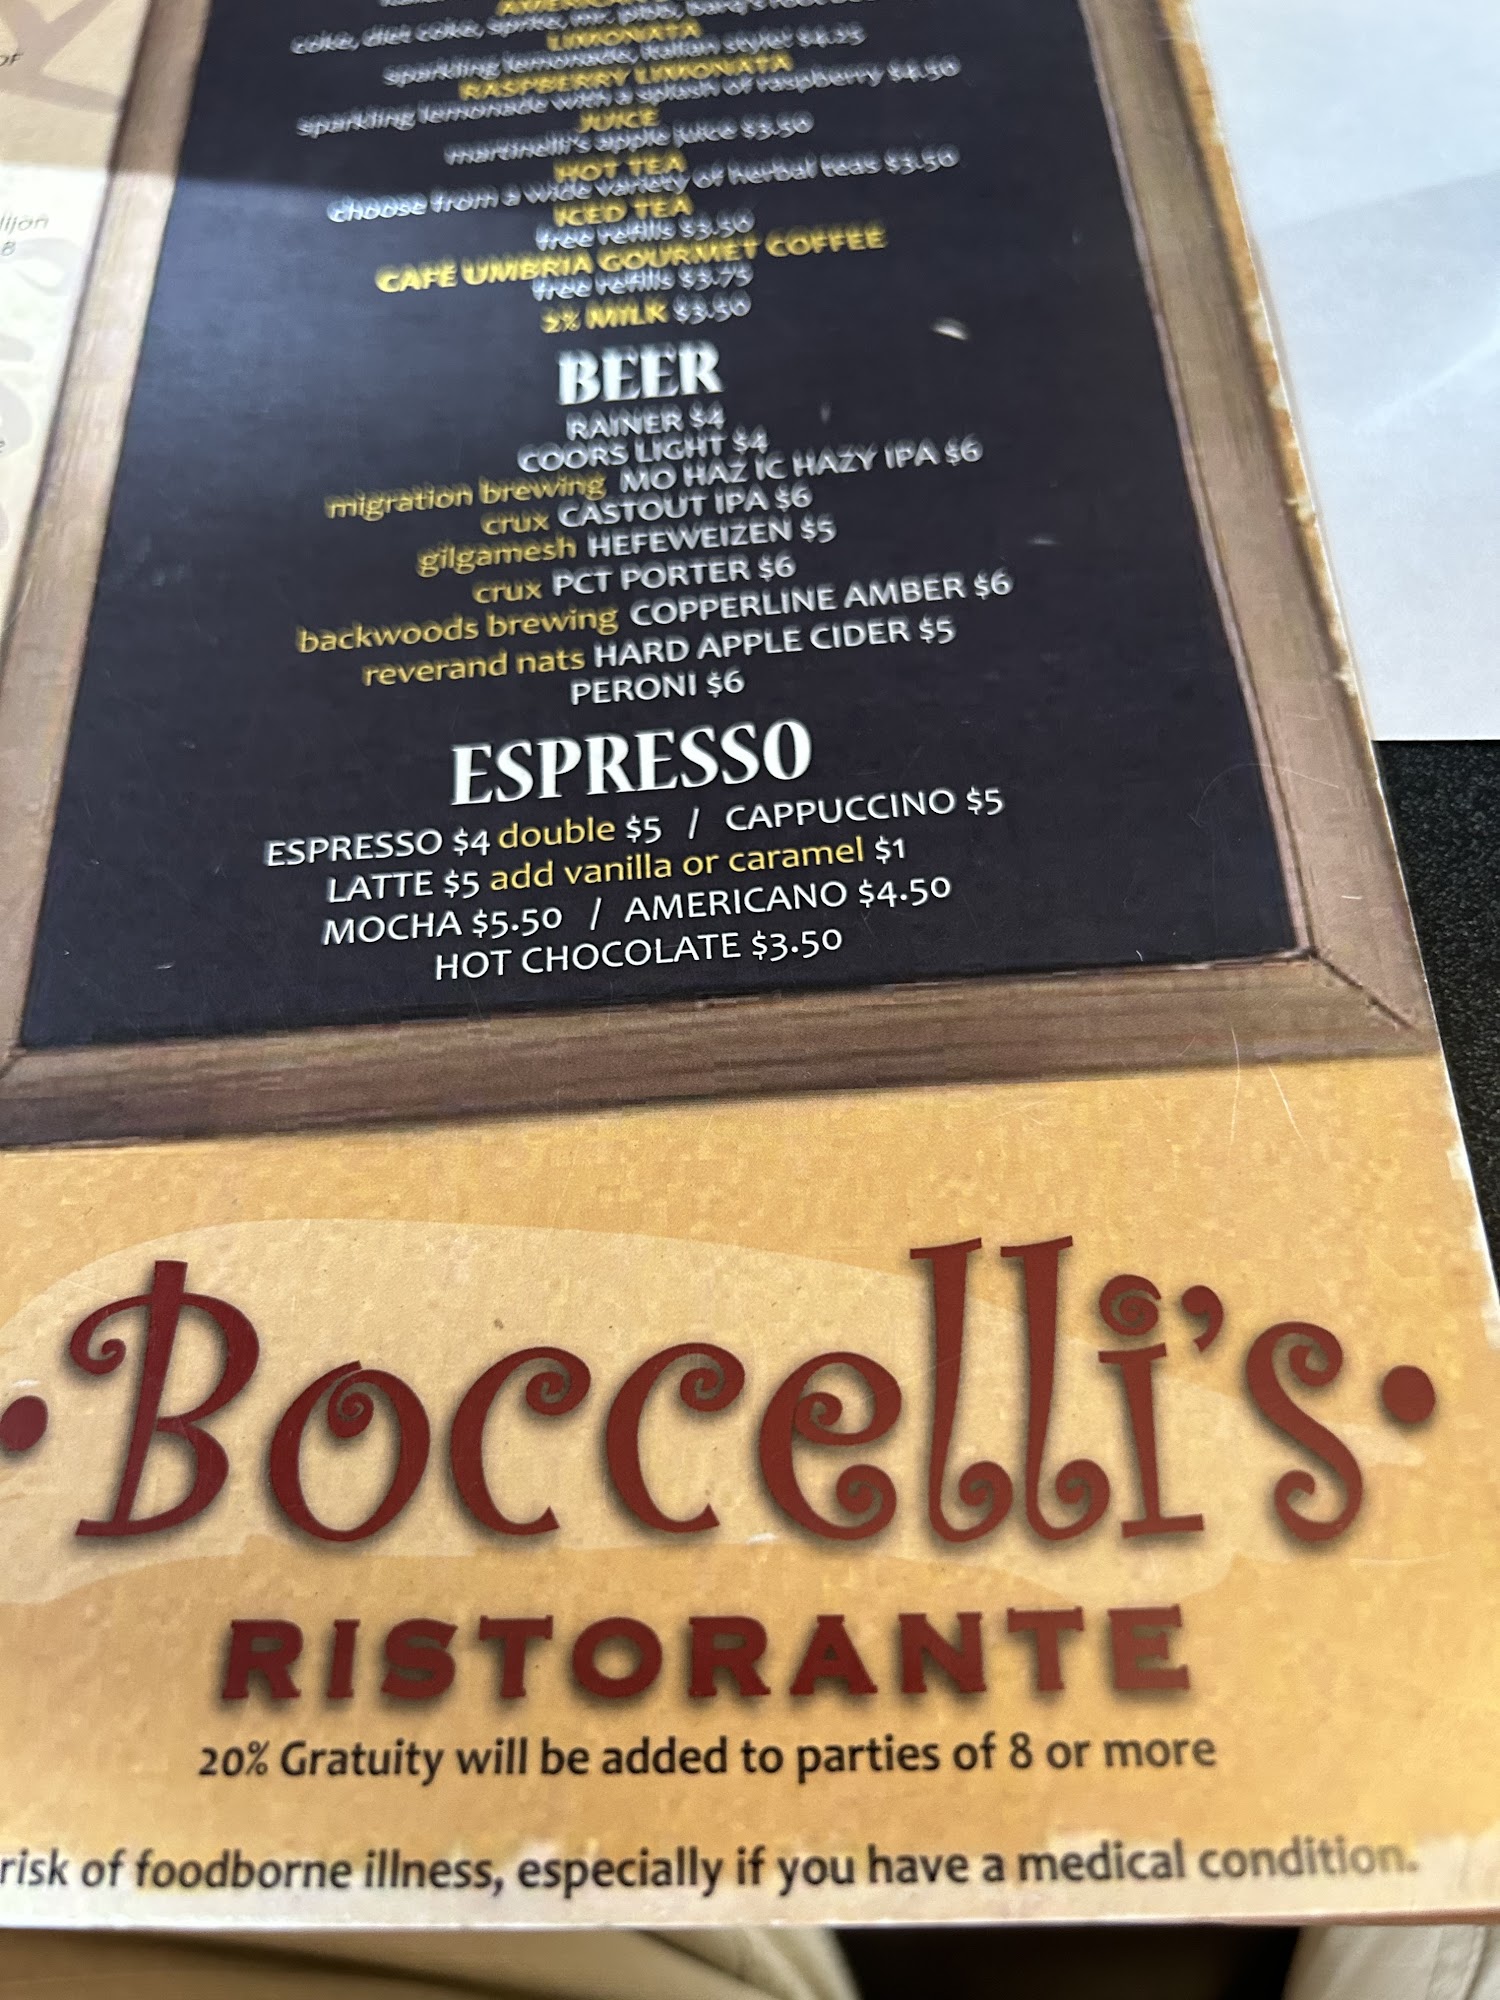 AMERICAN
coke, diet coke, sprite, mr. pibb, barq's root
LIMONATA
sparkling lemonade, italian style! $4.25
RASPBERRY LIMONATA
sparkling lemonade with a splash of raspberry $4.50
JUICE
martinelli's apple juice $3.50
HOT TEA
choose from a wide variety of herbal teas $3.50
ICED TEA
free refills $3.50
CAFÉ UMBRIA GOURMET COFFEE
free refills $3.75
2% MILK $3.50
BEER
RAINER $4
COORS LIGHT $4
migration brewing MO HAZ IC HAZY IPA $6
crux CASTOUT IPA $6
gilgamesh HEFEWEIZEN $5
crux PCT PORTER $6
backwoods brewing COPPERLINE AMBER $6
reverand nats HARD APPLE CIDER $5
PERONI $6
ESPRESSO
ESPRESSO $4 double $5 / CAPPUCCINO $5
LATTE $5 add vanilla or caramel $1
MOCHA $5.50 / AMERICANO $4.50
HOT CHOCOLATE $3.50
•Boccelli's•
RISTORANTE
20% Gratuity will be added to parties of 8 or more
risk of foodborne illness, especially if you have a medical condition.